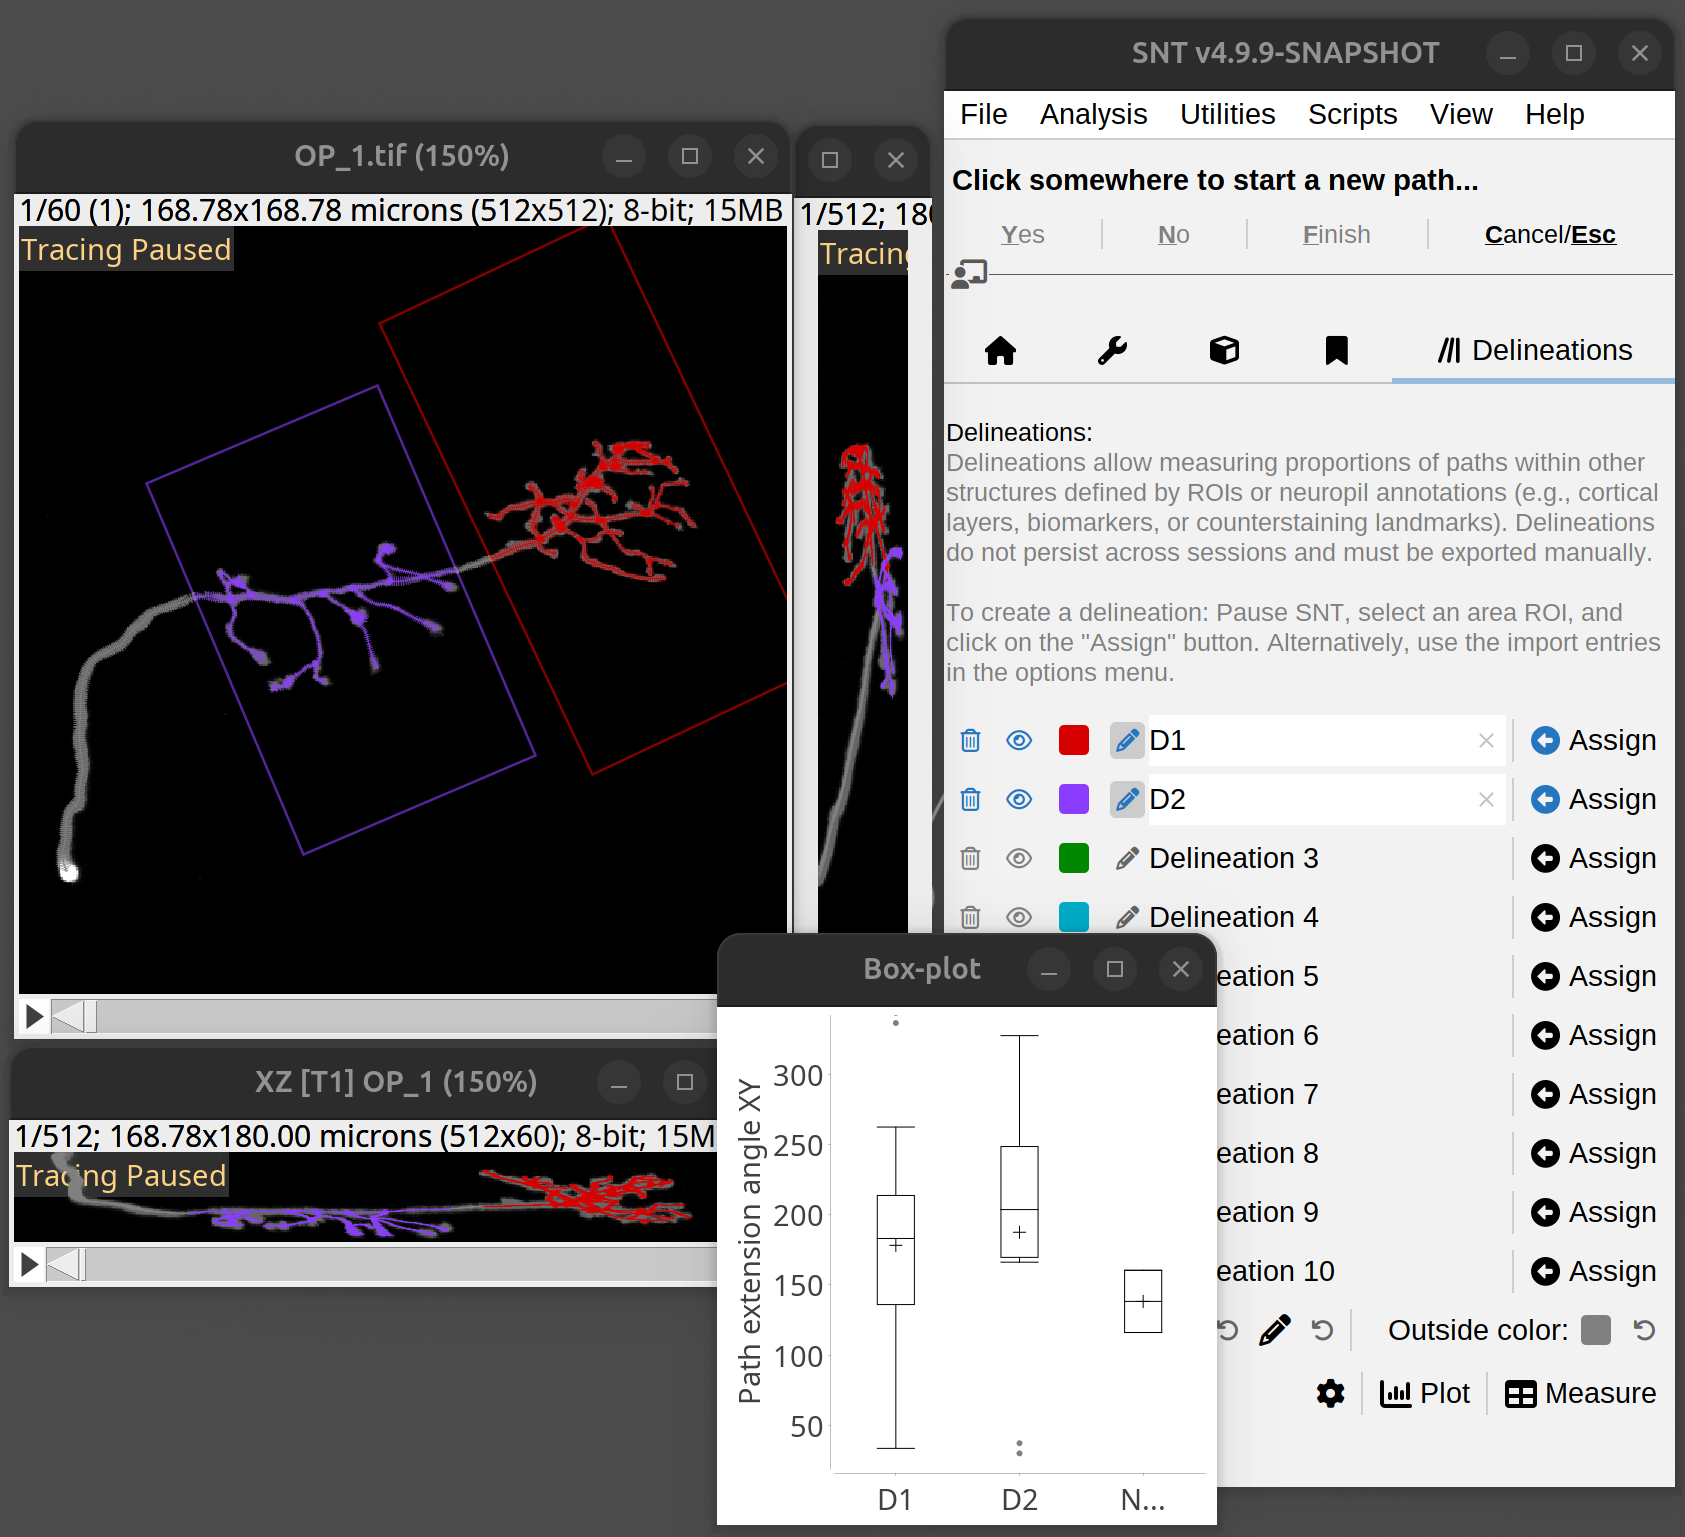 SNT v4.9.9-SNAPSHOT
File Analysis Utilities Scripts View Help
Click somewhere to start a new path...
Yes No Finish Cancel/Esc
Delineations
Delineations:
Delineations allow measuring proportions of paths within other
structures defined by ROIs or neuropil annotations (e.g., cortical
layers, biomarkers, or counterstaining landmarks). Delineations
do not persist across sessions and must be exported manually.
To create a delineation: Pause SNT, select an area ROI, and
click on the "Assign" button. Alternatively, use the import entries
in the options menu.
D1 Assign
D2 Assign
Delineation 3 Assign
Delineation 4 Assign
eation 5 Assign
eation 6 Assign
eation 7 Assign
eation 8 Assign
eation 9 Assign
eation 10 Assign
Outside color:
Plot Measure
OP_1.tif (150%)
1/60 (1); 168.78x168.78 microns (512x512); 8-bit; 15MB
Tracing Paused
1/512; 180
Tracing
XZ [T1] OP_1 (150%)
1/512; 168.78x180.00 microns (512x60); 8-bit; 15M
Tracing Paused
Box-plot
Path extension angle XY
300
250
200
150
100
50
D1 D2 N...